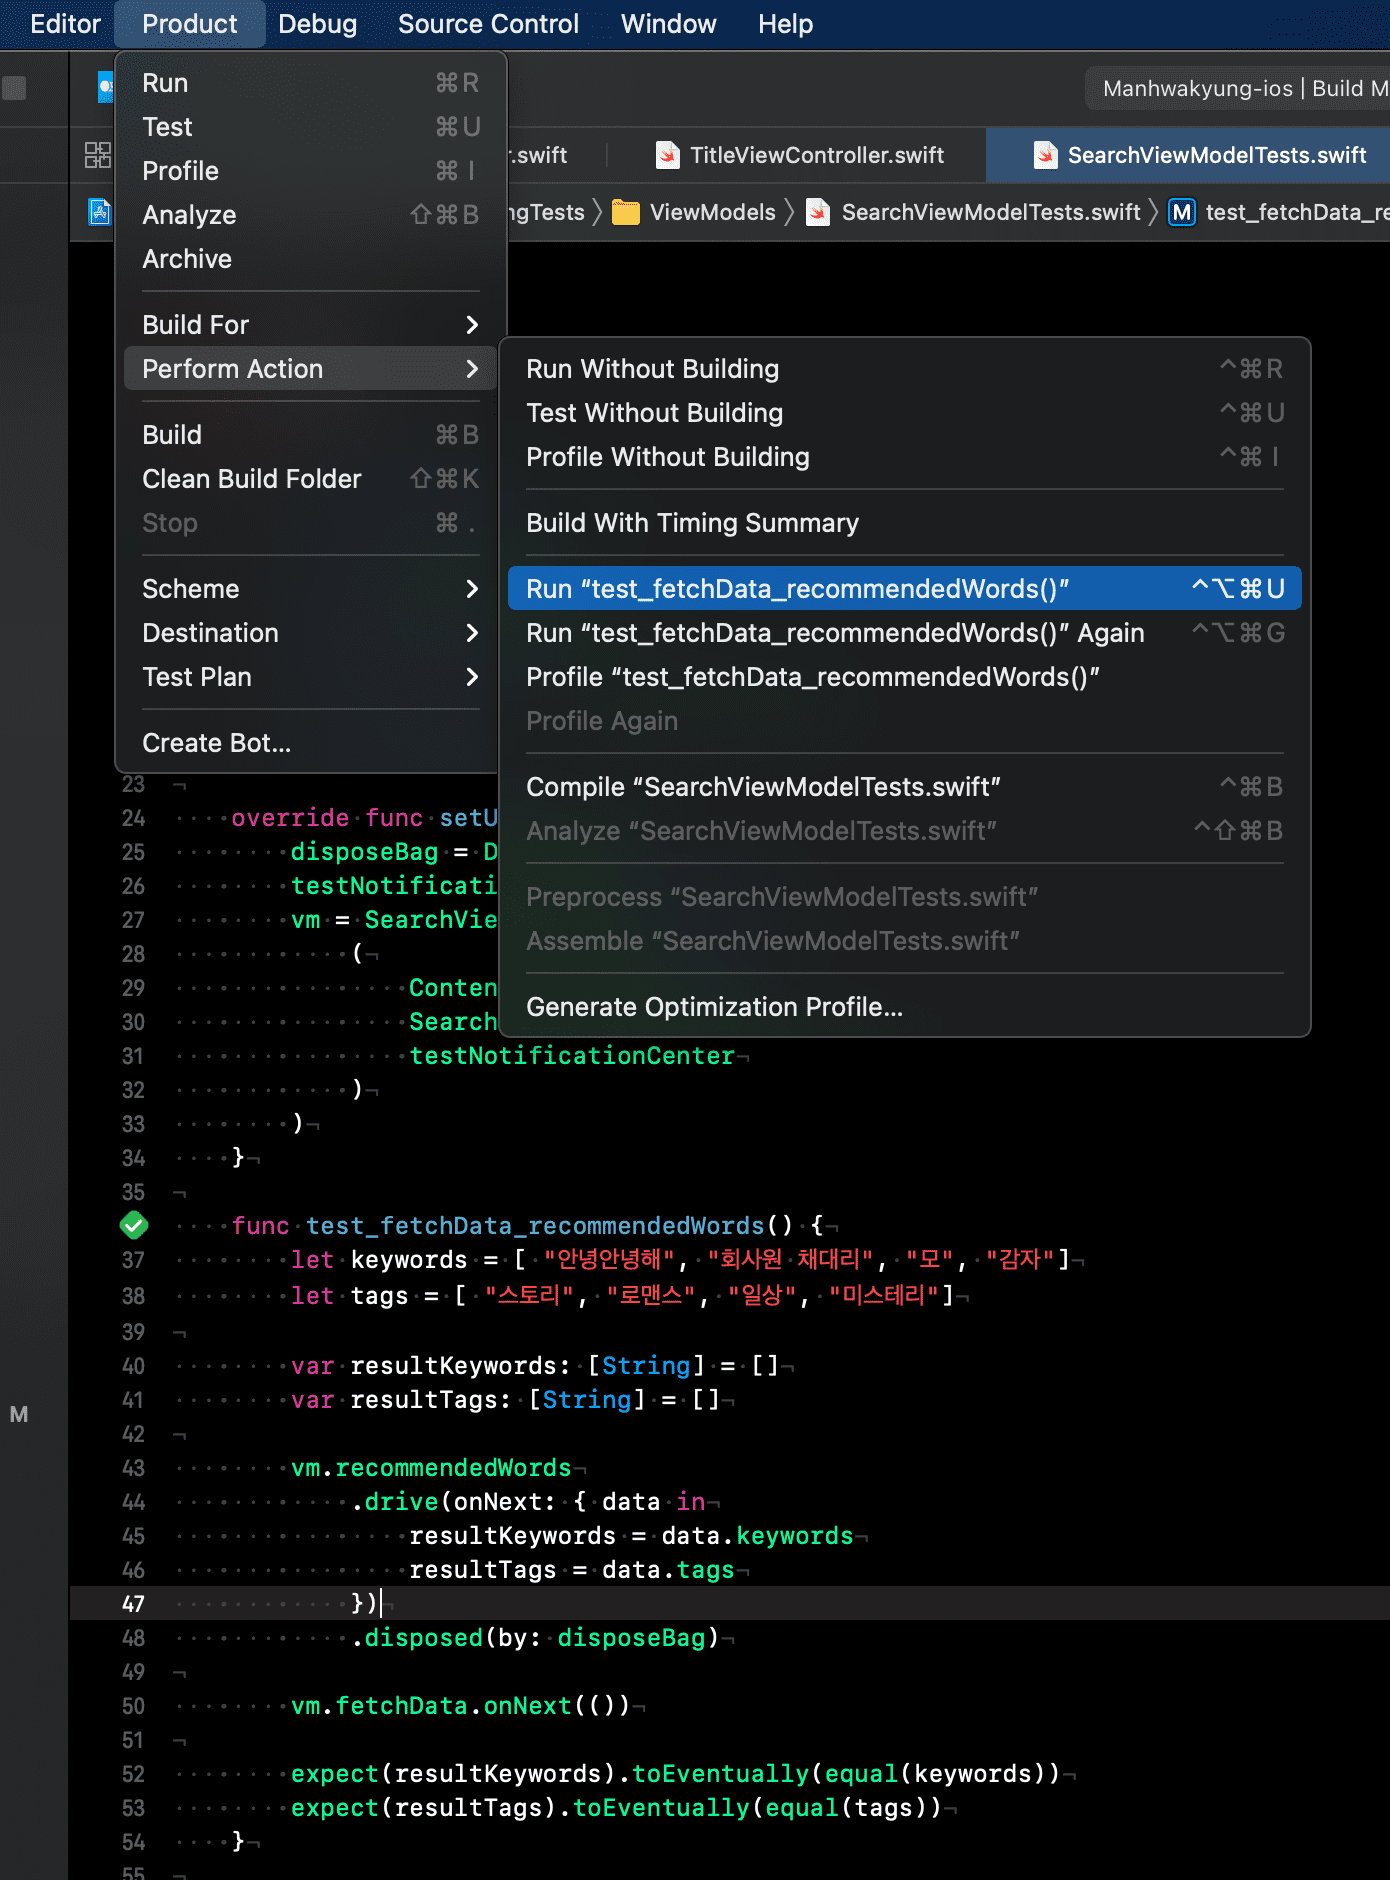 Editor Product Debug Source Control Window Help
Manhwakyung-ios | Build M
r.swift TitleViewController.swift SearchViewModelTests.swift
ngTests ViewModels SearchViewModelTests.swift M test_fetchData_re
Run ⌘R
Test ⌘U
Profile ⌘I
Analyze ⇧⌘B
Archive
Build For
Perform Action
Build ⌘B
Clean Build Folder ⇧⌘K
Stop ⌘.
Scheme
Destination
Test Plan
Create Bot...
Run Without Building ^⌘R
Test Without Building ^⌘U
Profile Without Building ^⌘I
Build With Timing Summary
Run “test_fetchData_recommendedWords()” ^⌥⌘U
Run “test_fetchData_recommendedWords()” Again ^⌥⌘G
Profile “test_fetchData_recommendedWords()”
Profile Again
Compile “SearchViewModelTests.swift” ^⌘B
Analyze “SearchViewModelTests.swift” ^⇧⌘B
Preprocess “SearchViewModelTests.swift”
Assemble “SearchViewModelTests.swift”
Generate Optimization Profile...
23
24 override func setU
25 disposeBag = D
26 testNotificati
27 vm = SearchVie
28 (
29 Conten
30 Search
31 testNotificationCenter
32 )
33 )
34 }
35
func test_fetchData_recommendedWords() {
37 let keywords = [ "안녕안녕해", "회사원 채대리", "모", "감자"]
38 let tags = [ "스토리", "로맨스", "일상", "미스테리"]
39
40 var resultKeywords: [String] = []
41 var resultTags: [String] = []
M
42
43 vm.recommendedWords
44 .drive(onNext: { data in
45 resultKeywords = data.keywords
46 resultTags = data.tags
47 })
48 .disposed(by: disposeBag)
49
50 vm.fetchData.onNext(())
51
52 expect(resultKeywords).toEventually(equal(keywords))
53 expect(resultTags).toEventually(equal(tags))
54 }
55